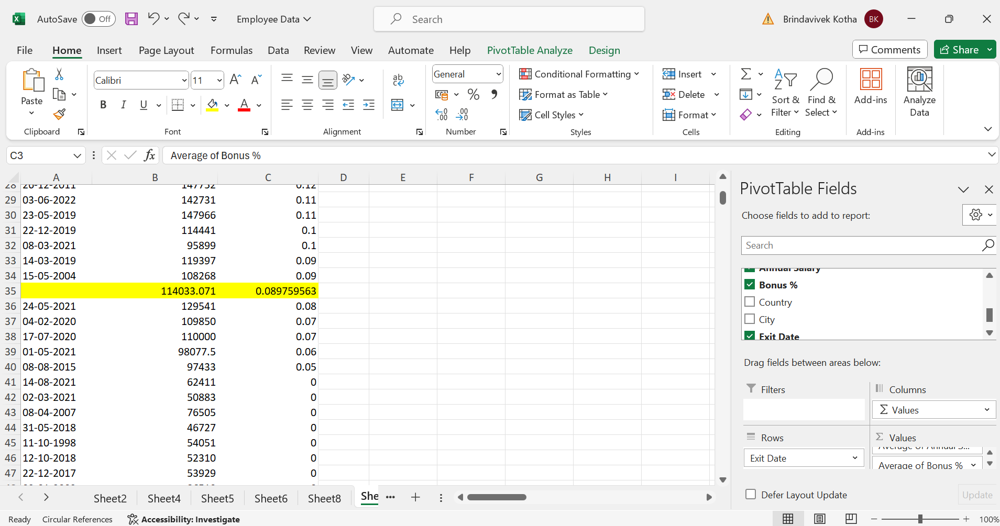 AutoSave Off Employee Data Search Brindavivek Kotha BK
File Home Insert Page Layout Formulas Data Review View Automate Help PivotTable Analyze Design Comments Share
Paste
Clipboard
Calibri 11
B I U A
Font
ab
Alignment
General
% ,
Number
Conditional Formatting
Format as Table
Cell Styles
Styles
Insert
Delete
Format
Cells
Sort & Filter
Find & Select
Editing
Add-ins
Add-ins
Analyze Data
C3 fx Average of Bonus %
A B C D E F G H I
28 26-12-2011 147752 0.12
29 03-06-2022 142731 0.11
30 23-05-2019 147966 0.11
31 22-12-2019 114441 0.1
32 08-03-2021 95899 0.1
33 14-03-2019 119397 0.09
34 15-05-2004 108268 0.09
35 114033.071 0.089759563
36 24-05-2021 129541 0.08
37 04-02-2020 109850 0.07
38 17-07-2020 110000 0.07
39 01-05-2021 98077.5 0.06
40 08-08-2015 97433 0.05
41 14-08-2021 62411 0
42 02-03-2021 50883 0
43 08-04-2007 76505 0
44 31-05-2018 46727 0
45 11-10-1998 54051 0
46 12-10-2018 52310 0
47 22-12-2017 53929 0
PivotTable Fields
Choose fields to add to report:
Search
Annual Salary
Bonus %
Country
City
Exit Date
Drag fields between areas below:
Filters
Columns
Σ Values
Rows
Exit Date
Σ Values
Average of Annual S...
Average of Bonus %
Defer Layout Update Update
Sheet2 Sheet4 Sheet5 Sheet6 Sheet8 She ...
Ready Circular References Accessibility: Investigate 100%